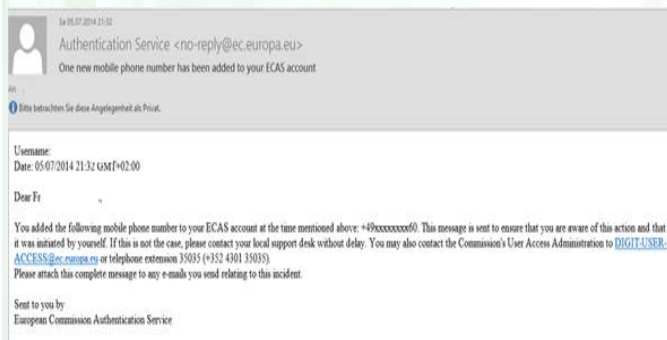 Sa 05.07.2014 21:32
Authentication Service <no-reply@ec.europa.eu>
One new mobile phone number has been added to your ECAS account
An
Bitte betrachten Sie diese Angelegenheit als Privat.
Username:
Date: 05/07/2014 21:32 GMT+02:00
Dear Fr
You added the following mobile phone number to your ECAS account at the time mentioned above: +49xxxxxxxxx60. This message is sent to ensure that you are aware of this action and that
it was initiated by yourself. If this is not the case, please contact your local support desk without delay. You may also contact the Commission's User Access Administration to DIGIT-USER-
ACCESS@ec.europa.eu or telephone extension 35035 (+352 4301 35035).
Please attach this complete message to any e-mails you send relating to this incident.
Sent to you by
European Commission Authentication Service